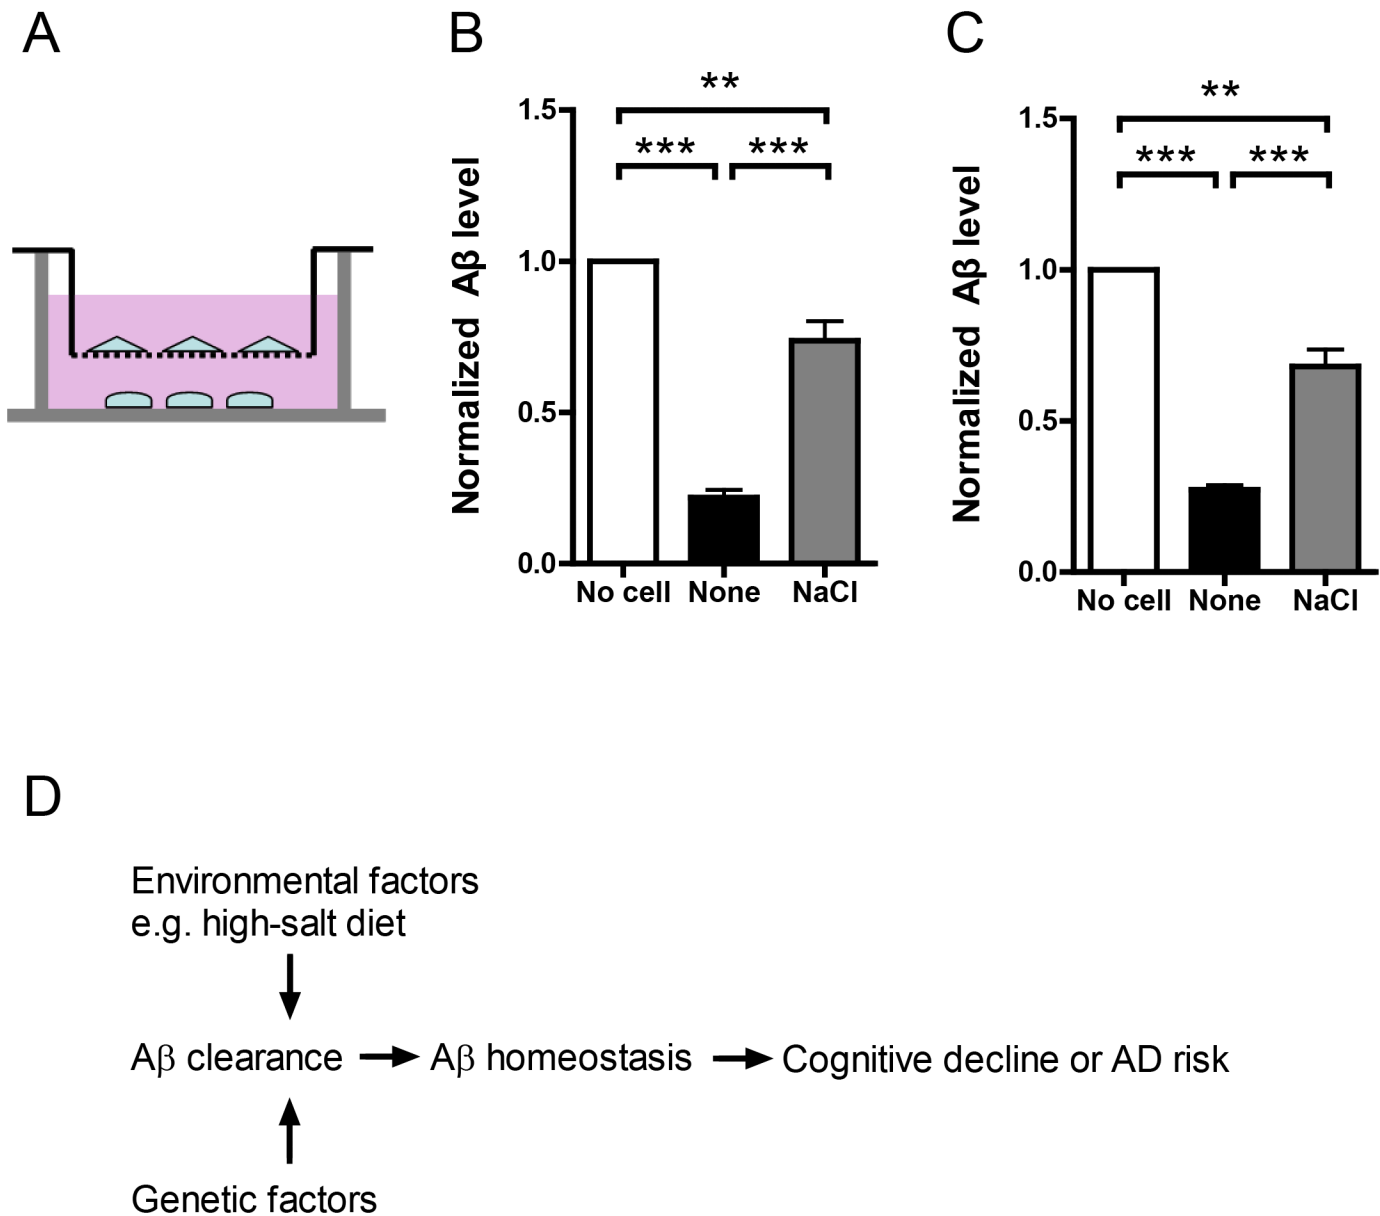 A
B
C
**
***
***
1.5
1.0
0.5
0.0
Normalized Aβ level
No cell
None
NaCl
**
***
***
1.5
1.0
0.5
0.0
Normalized Aβ level
No cell
None
NaCl
D
Environmental factors
e.g. high-salt diet
Aβ clearance
Aβ homeostasis
Cognitive decline or AD risk
Genetic factors